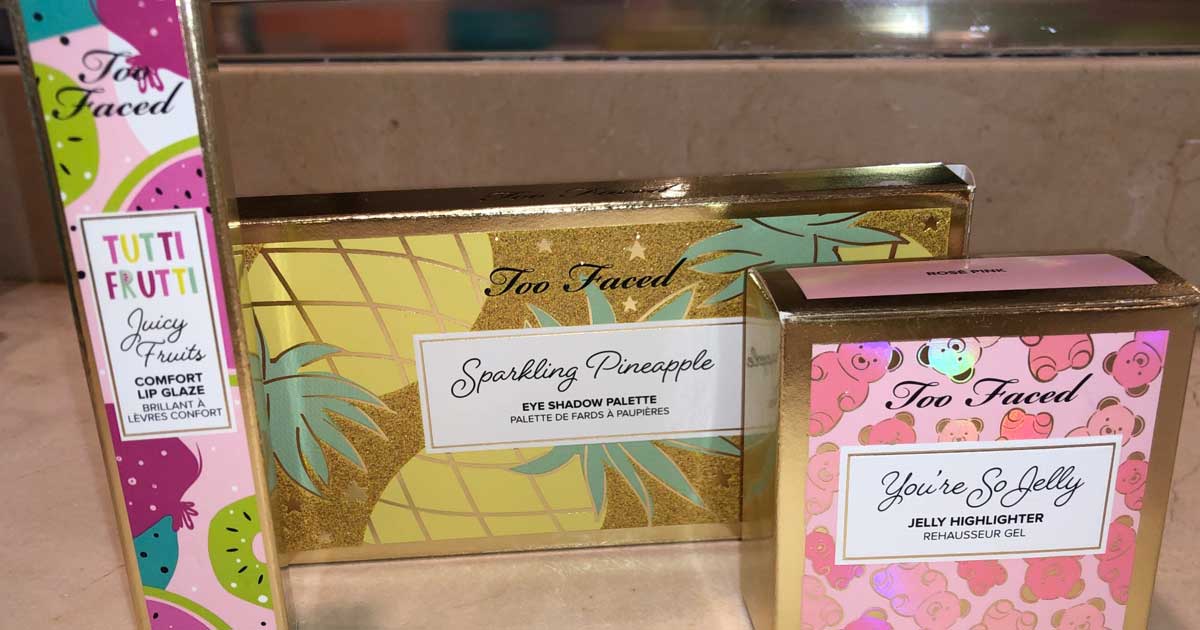 Too
Faced
TUTTI
FRUTTI
Juicy
Fruits
COMFORT
LIP GLAZE
BRILLANT À
LÈVRES CONFORT
Too Faced
Too Faced
Sparkling Pineapple
EYE SHADOW PALETTE
PALETTE DE FARDS À PAUPIÈRES
ROSÉ PINK
Too Faced
You're So Jelly
JELLY HIGHLIGHTER
REHAUSSEUR GEL